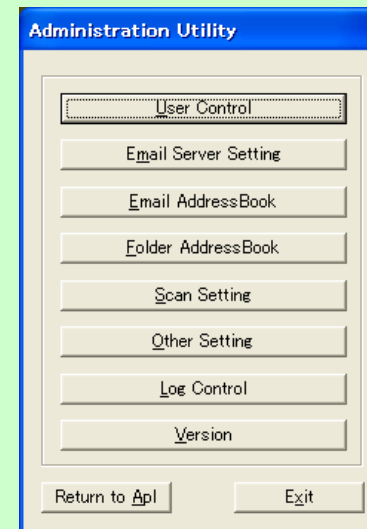 Administration Utility
User Control
Email Server Setting
Email AddressBook
Folder AddressBook
Scan Setting
Other Setting
Log Control
Version
Return to Apl
Exit